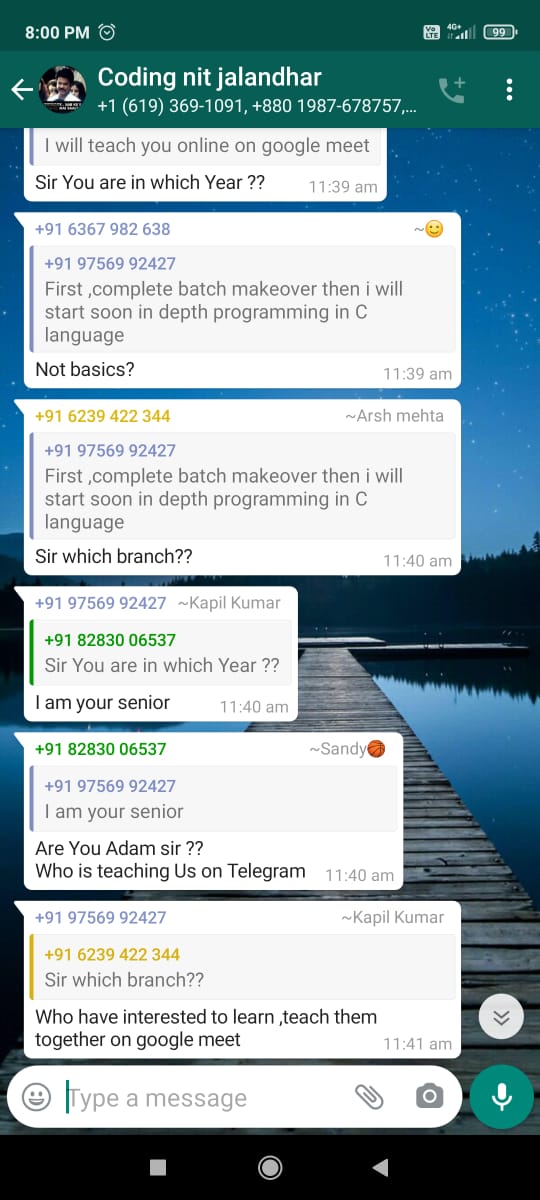 8:00 PM
Vo LTE 4G+ 99
Coding nit jalandhar
+1 (619) 369-1091, +880 1987-678757,...
I will teach you online on google meet
Sir You are in which Year ?? 11:39 am
+91 6367 982 638 ~🙂
+91 97569 92427
First ,complete batch makeover then i will
start soon in depth programming in C
language
Not basics? 11:39 am
+91 6239 422 344 ~Arsh mehta
+91 97569 92427
First ,complete batch makeover then i will
start soon in depth programming in C
language
Sir which branch?? 11:40 am
+91 97569 92427 ~Kapil Kumar
+91 82830 06537
Sir You are in which Year ??
I am your senior 11:40 am
+91 82830 06537 ~Sandy🏀
+91 97569 92427
I am your senior
Are You Adam sir ??
Who is teaching Us on Telegram 11:40 am
+91 97569 92427 ~Kapil Kumar
+91 6239 422 344
Sir which branch??
Who have interested to learn ,teach them
together on google meet 11:41 am
Type a message